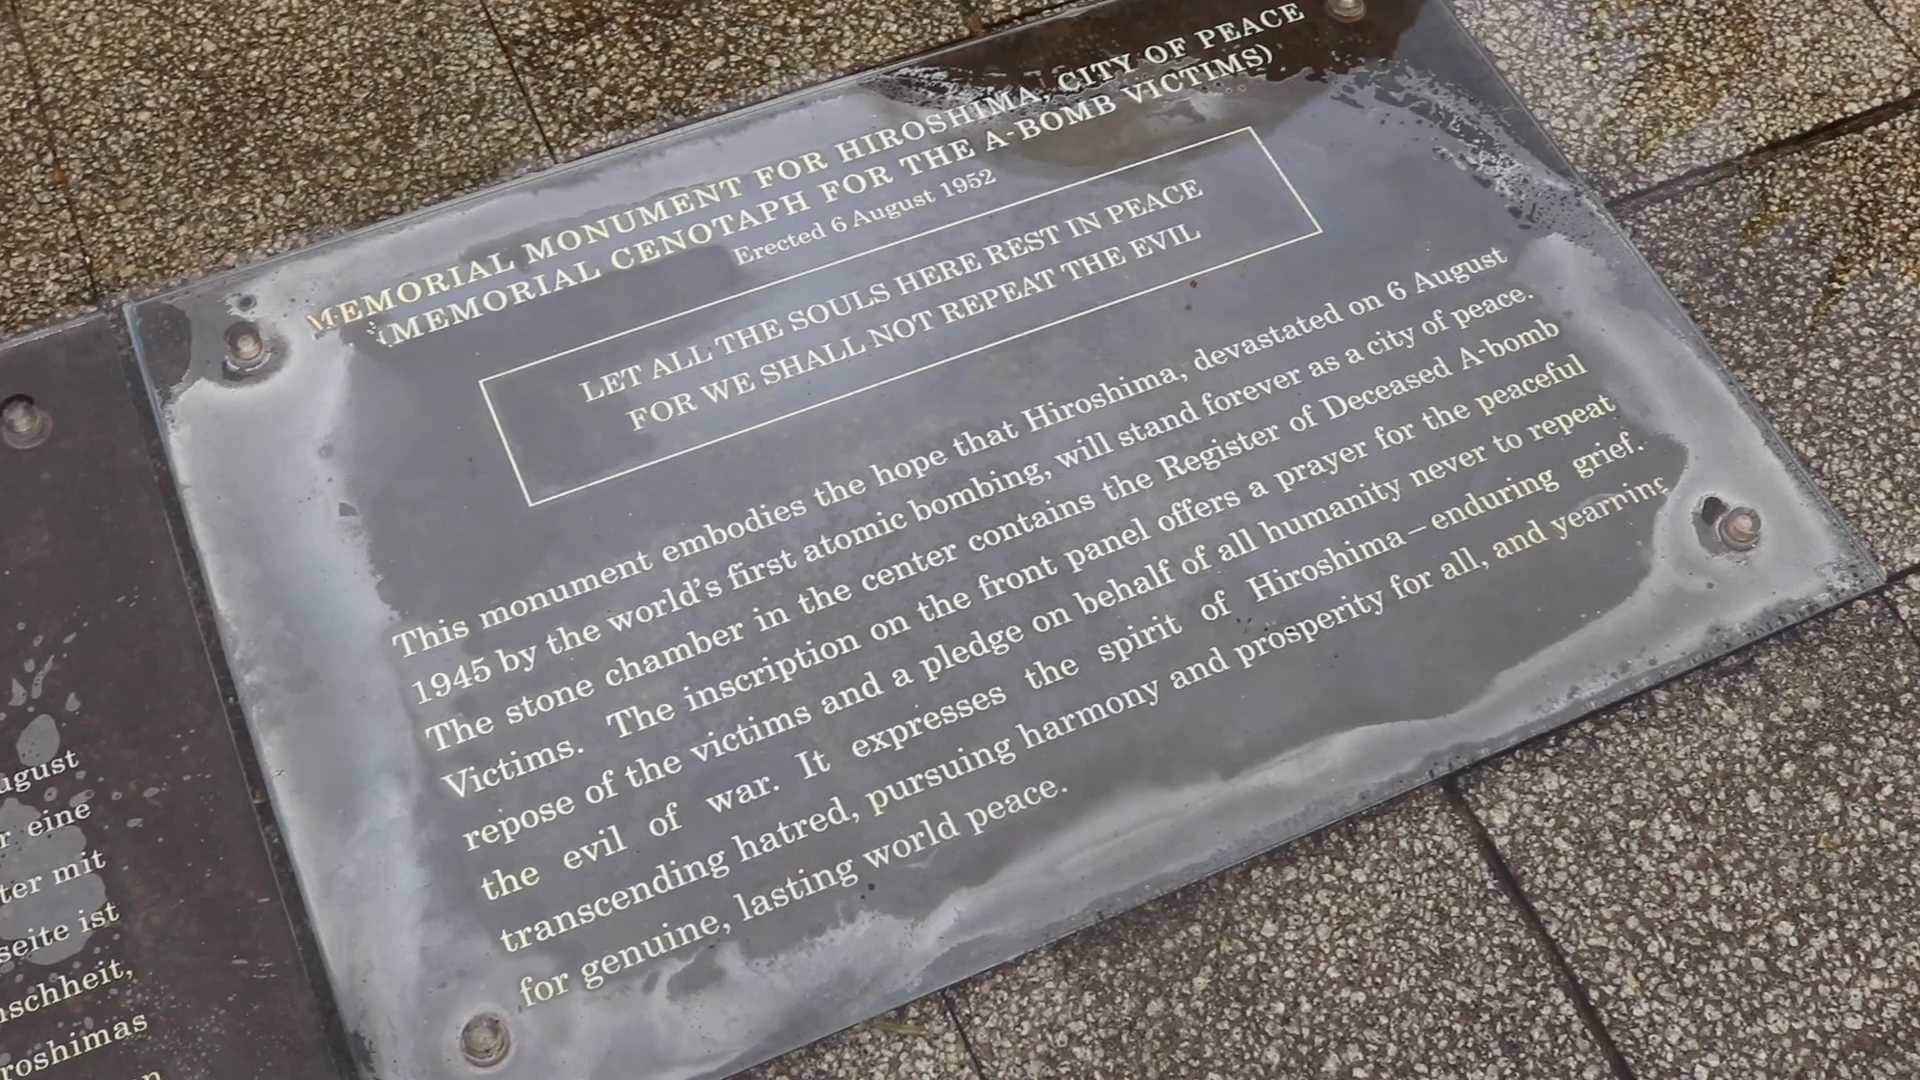 MEMORIAL MONUMENT FOR HIROSHIMA, CITY OF PEACE
(MEMORIAL CENOTAPH FOR THE A-BOMB VICTIMS)
Erected 6 August 1952
LET ALL THE SOULS HERE REST IN PEACE
FOR WE SHALL NOT REPEAT THE EVIL
This monument embodies the hope that Hiroshima, devastated on 6 August
1945 by the world's first atomic bombing, will stand forever as a city of peace.
The stone chamber in the center contains the Register of Deceased A-bomb
Victims. The inscription on the front panel offers a prayer for the peaceful
repose of the victims and a pledge on behalf of all humanity never to repeat
the evil of war. It expresses the spirit of Hiroshima — enduring grief.
transcending hatred, pursuing harmony and prosperity for all, and yearning
for genuine, lasting world peace.
ugust
r eine
ter mit
seite ist
schheit,
roshimas